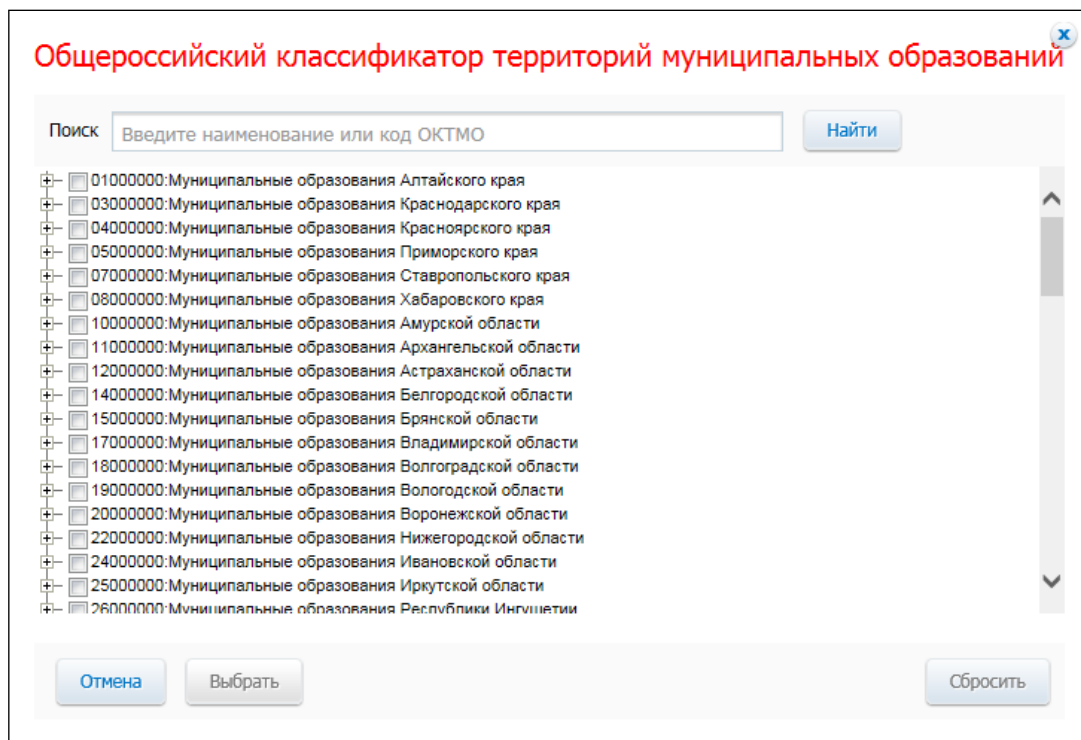 Общероссийский классификатор территорий муниципальных образований
Поиск Введите наименование или код ОКТМО Найти
01000000:Муниципальные образования Алтайского края
03000000:Муниципальные образования Краснодарского края
04000000:Муниципальные образования Красноярского края
05000000:Муниципальные образования Приморского края
07000000:Муниципальные образования Ставропольского края
08000000:Муниципальные образования Хабаровского края
10000000:Муниципальные образования Амурской области
11000000:Муниципальные образования Архангельской области
12000000:Муниципальные образования Астраханской области
14000000:Муниципальные образования Белгородской области
15000000:Муниципальные образования Брянской области
17000000:Муниципальные образования Владимирской области
18000000:Муниципальные образования Волгоградской области
19000000:Муниципальные образования Вологодской области
20000000:Муниципальные образования Воронежской области
22000000:Муниципальные образования Нижегородской области
24000000:Муниципальные образования Ивановской области
25000000:Муниципальные образования Иркутской области
26000000:Муниципальные образования Республики Ингушетии
Отмена Выбрать Сбросить